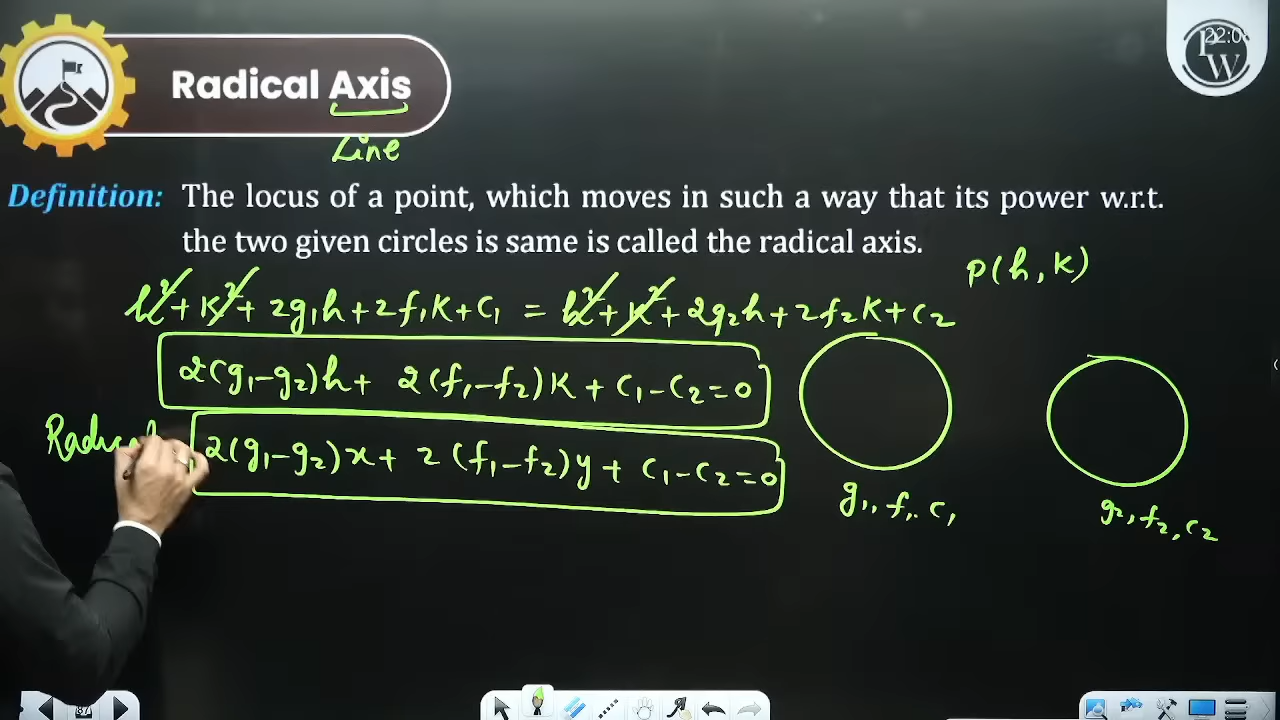 Radical Axis
Line
Definition: The locus of a point, which moves in such a way that its power w.r.t.
the two given circles is same is called the radical axis.
P(h, k)
h²+k²+2g₁h+2f₁k+c₁ = h²+k²+2g₂h+2f₂k+c₂
2(g₁-g₂)h+ 2(f₁-f₂)k+c₁-c₂=0
2(g₁-g₂)x+ 2(f₁-f₂)y+ c₁-c₂=0
g₁, f₁, c₁
g₂, f₂, c₂
87